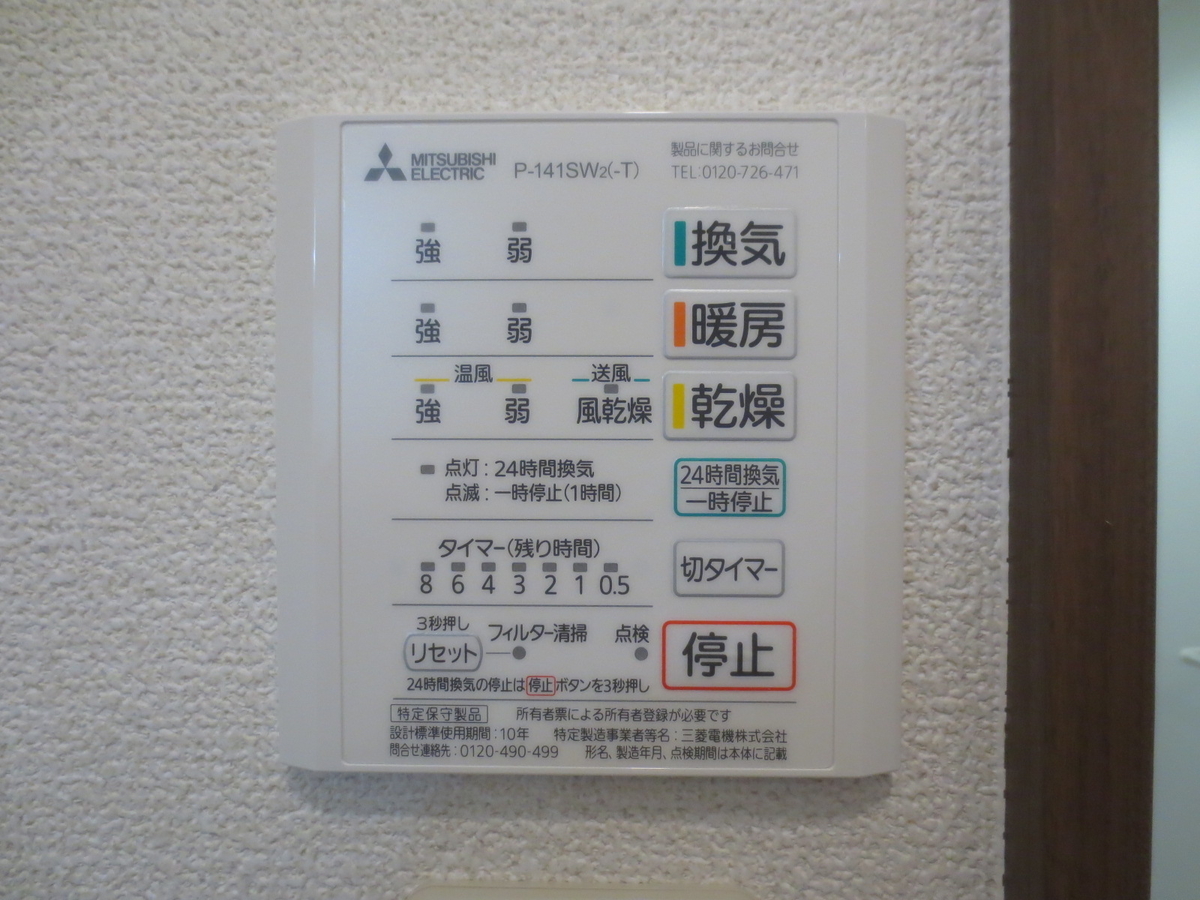 MITSUBISHI
ELECTRIC
P-141SW2(-T)
製品に関するお問合せ
TEL:0120-726-471
強 弱 換気
強 弱 暖房
温風 送風
強 弱 風乾燥 乾燥
点灯:24時間換気
点滅:一時停止(1時間)
24時間換気
一時停止
タイマー(残り時間)
8 6 4 3 2 1 0.5
切タイマー
3秒押し
リセット フィルター清掃 点検
停止
24時間換気の停止は停止ボタンを3秒押し
特定保守製品 所有者票による所有者登録が必要です
設計標準使用期間:10年 特定製造事業者等名:三菱電機株式会社
問合せ連絡先:0120-490-499 形名、製造年月、点検期間は本体に記載